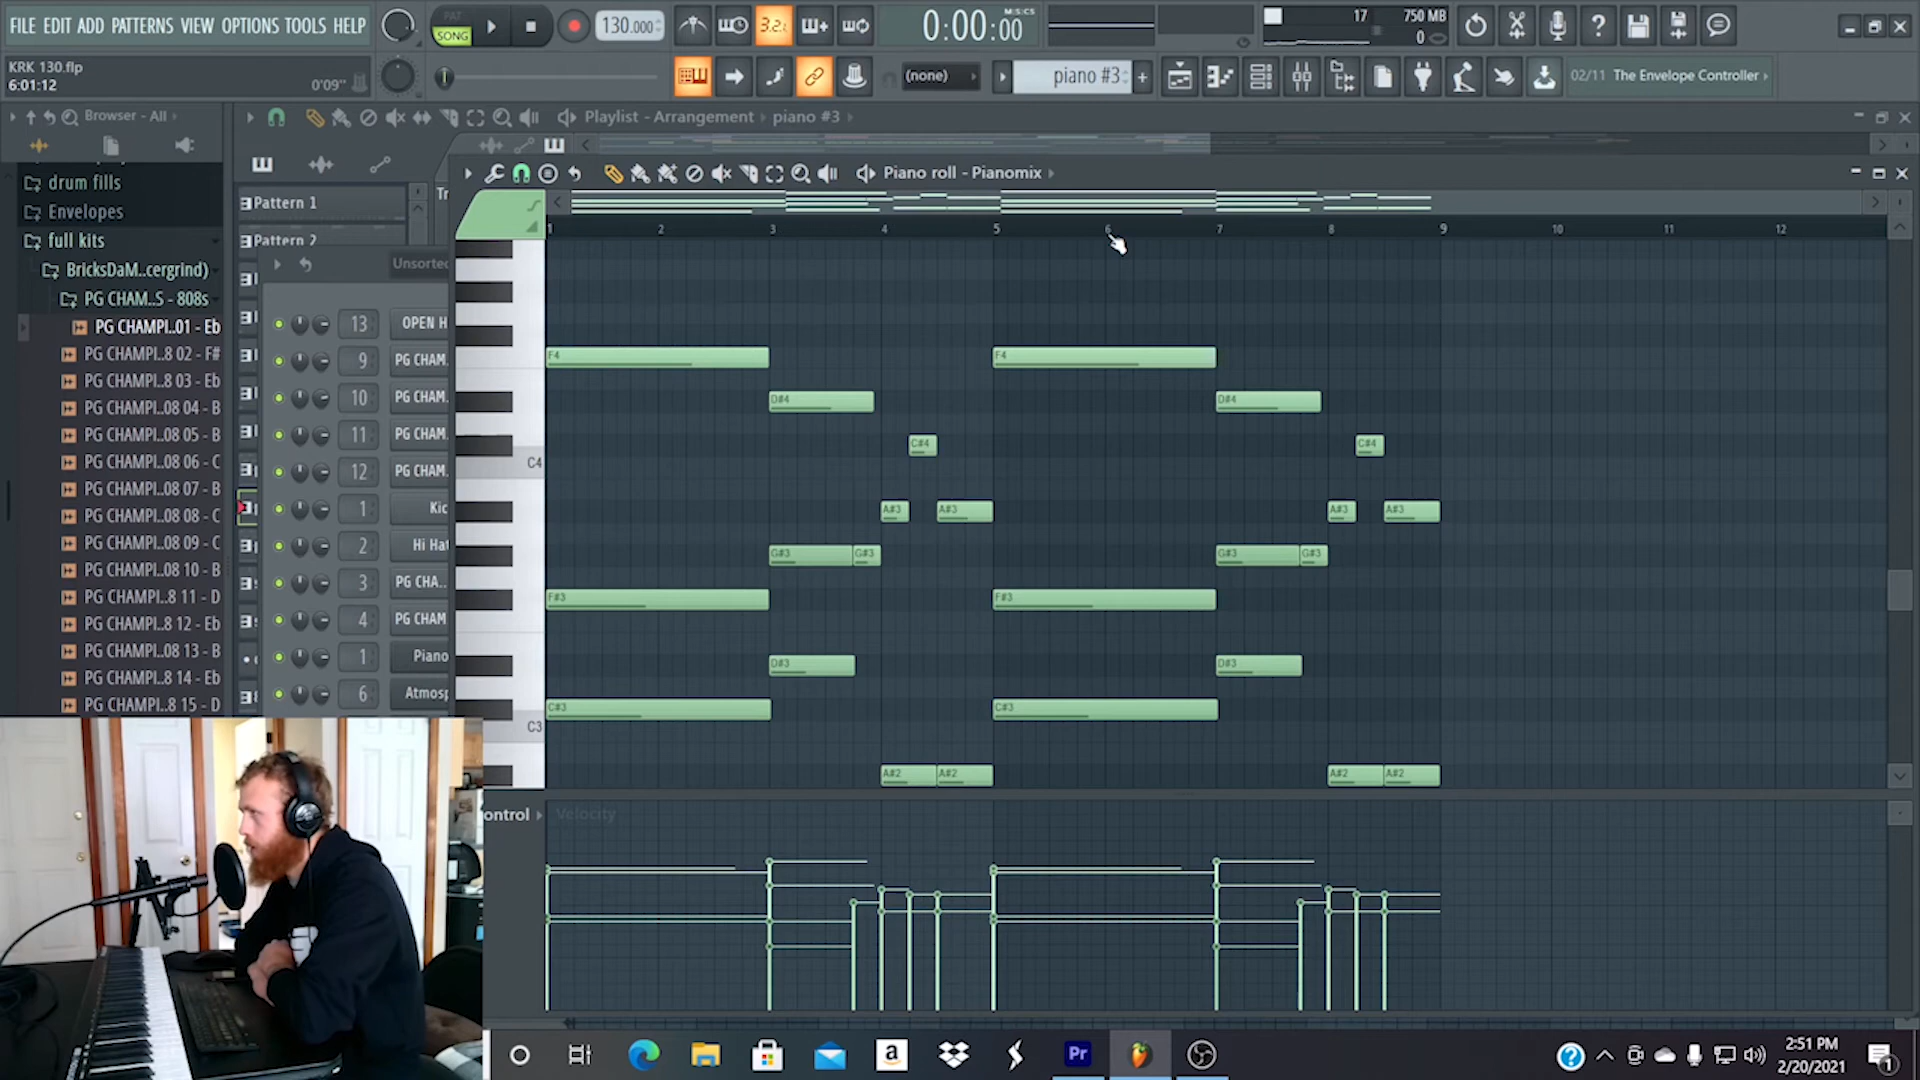 FILE EDIT ADD PATTERNS VIEW OPTIONS TOOLS HELP
PAT
SONG
130.000
3.2.
0:00:00
M:S:CS
17
750 MB
0
KRK 130.flp
6:01:12
0'09"
(none)
piano #3
02/11 The Envelope Controller
Browser - All
Playlist - Arrangement
piano #3
drum fills
Envelopes
full kits
BricksDaM..cergrind)
PG CHAM..S - 808s
PG CHAMPI..01 - Eb
PG CHAMPI..8 02 - F#
PG CHAMPI..8 03 - Eb
PG CHAMPI..08 04 - B
PG CHAMPI..08 05 - B
PG CHAMPI..08 06 - C
PG CHAMPI..08 07 - B
PG CHAMPI..08 08 - C
PG CHAMPI..08 09 - C
PG CHAMPI..08 10 - B
PG CHAMPI..8 11 - D
PG CHAMPI..8 12 - Eb
PG CHAMPI..08 13 - B
PG CHAMPI..8 14 - Eb
PG CHAMPI..8 15 - D
Pattern 1
Pattern 2
Unsorted
13 OPEN H
9 PG CHAM
10 PG CHAM
11 PG CHAM
12 PG CHAM
1 Kic
2 Hi Hat
3 PG CHA..
4 PG CHAM
1 Piano
6 Atmosp
Piano roll - Pianomix
1 2 3 4 5 6 7 8 9 10 11 12
F4 F4
D#4 D#4
C#4 C#4
C4
A#3 A#3 A#3 A#3
G#3 G#3 G#3 G#3
F#3 F#3
D#3 D#3
C#3 C#3
C3
A#2 A#2 A#2 A#2
ontrol
Velocity
a
Pr
2:51 PM
2/20/2021
1